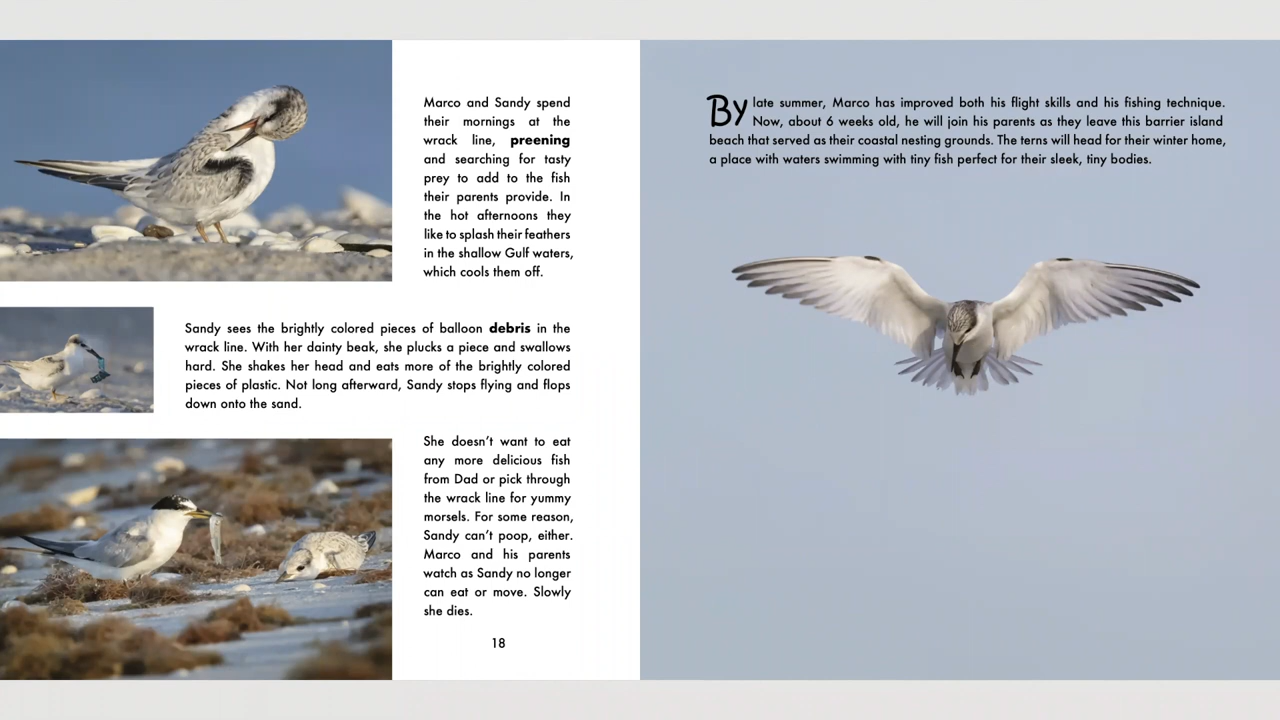 Marco and Sandy spend
their mornings at the
wrack line, preening
and searching for tasty
prey to add to the fish
their parents provide. In
the hot afternoons they
like to splash their feathers
in the shallow Gulf waters,
which cools them off.
Sandy sees the brightly colored pieces of balloon debris in the
wrack line. With her dainty beak, she plucks a piece and swallows
hard. She shakes her head and eats more of the brightly colored
pieces of plastic. Not long afterward, Sandy stops flying and flops
down onto the sand.
She doesn't want to eat
any more delicious fish
from Dad or pick through
the wrack line for yummy
morsels. For some reason,
Sandy can't poop, either.
Marco and his parents
watch as Sandy no longer
can eat or move. Slowly
she dies.
18
By late summer, Marco has improved both his flight skills and his fishing technique.
Now, about 6 weeks old, he will join his parents as they leave this barrier island
beach that served as their coastal nesting grounds. The terns will head for their winter home,
a place with waters swimming with tiny fish perfect for their sleek, tiny bodies.